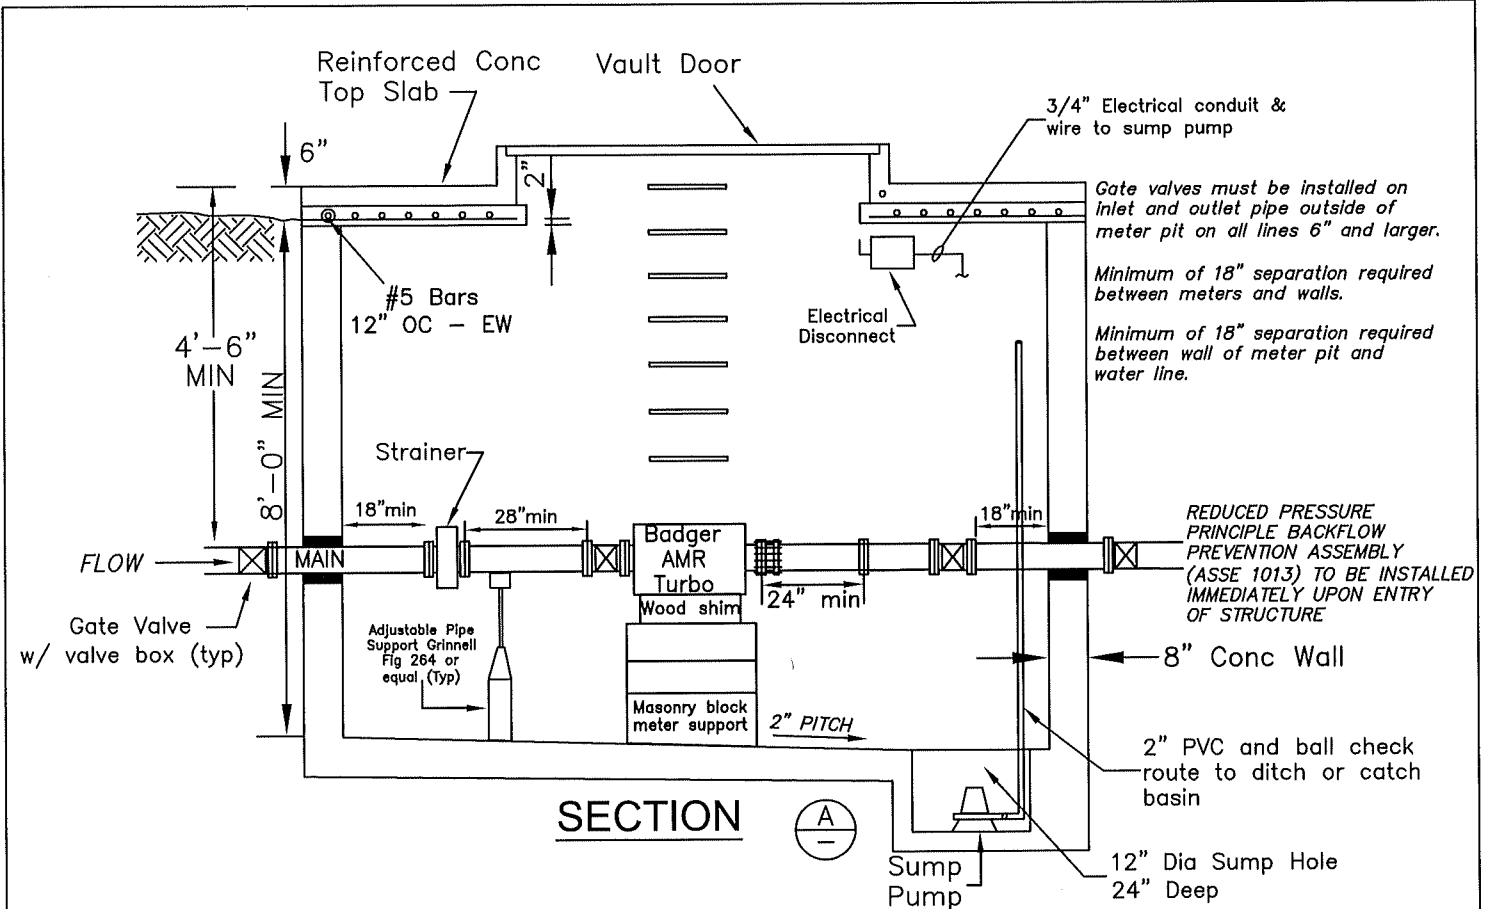 Reinforced Conc
Top Slab
Vault Door
3/4" Electrical conduit &
wire to sump pump
6"
2"
Gate valves must be installed on
inlet and outlet pipe outside of
meter pit on all lines 6" and larger.
Minimum of 18" separation required
between meters and walls.
Minimum of 18" separation required
between wall of meter pit and
water line.
#5 Bars
12" OC - EW
Electrical
Disconnect
4'-6"
MIN
8'-0" MIN
Strainer
18"min
28"min
18"min
Badger
AMR
Turbo
Wood shim
24" min
FLOW
MAIN
REDUCED PRESSURE
PRINCIPLE BACKFLOW
PREVENTION ASSEMBLY
(ASSE 1013) TO BE INSTALLED
IMMEDIATELY UPON ENTRY
OF STRUCTURE
Gate Valve
w/ valve box (typ)
Adjustable Pipe
Support Grinnell
Fig 264 or
equal (Typ)
8" Conc Wall
Masonry block
meter support
2" PITCH
2" PVC and ball check
route to ditch or catch
basin
SECTION
A
-
Sump
Pump
12" Dia Sump Hole
24" Deep